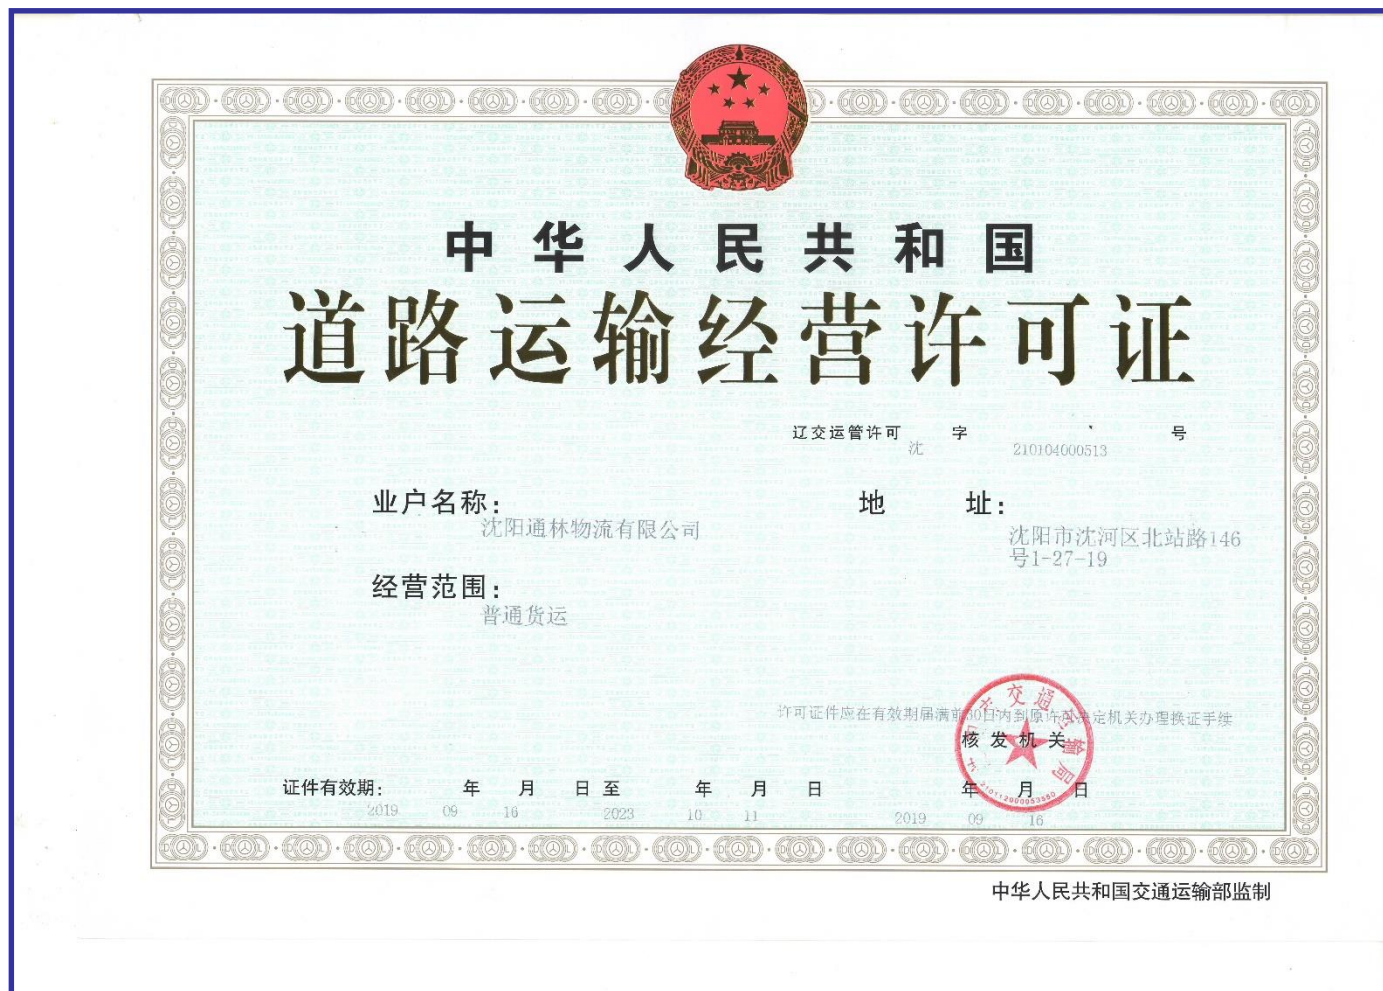 中华人民共和国
道路运输经营许可证
辽交运管许可 字 号
沈 210104000513
业户名称: 地 址:
沈阳通林物流有限公司 沈阳市沈河区北站路146
号1-27-19
经营范围:
普通货运
交通 输局
许可证件应在有效期届满前30日内到原许可决定机关办理换证手续
核发机关
证件有效期: 年 月 日至 年 月 日 年 月 日
2019 09 16 2023 10 11 2019 09 16
中华人民共和国交通运输部监制